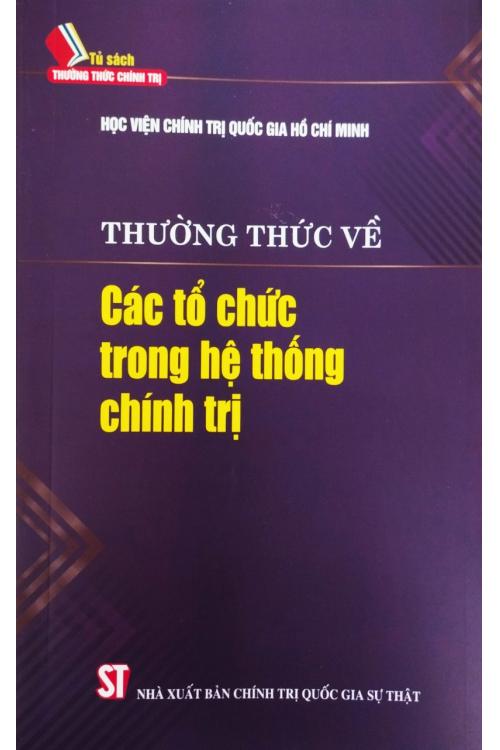 Tủ sách
THƯỜNG THỨC CHÍNH TRỊ
HỌC VIỆN CHÍNH TRỊ QUỐC GIA HỒ CHÍ MINH
THƯỜNG THỨC VỀ
Các tổ chức
trong hệ thống
chính trị
ST NHÀ XUẤT BẢN CHÍNH TRỊ QUỐC GIA SỰ THẬT